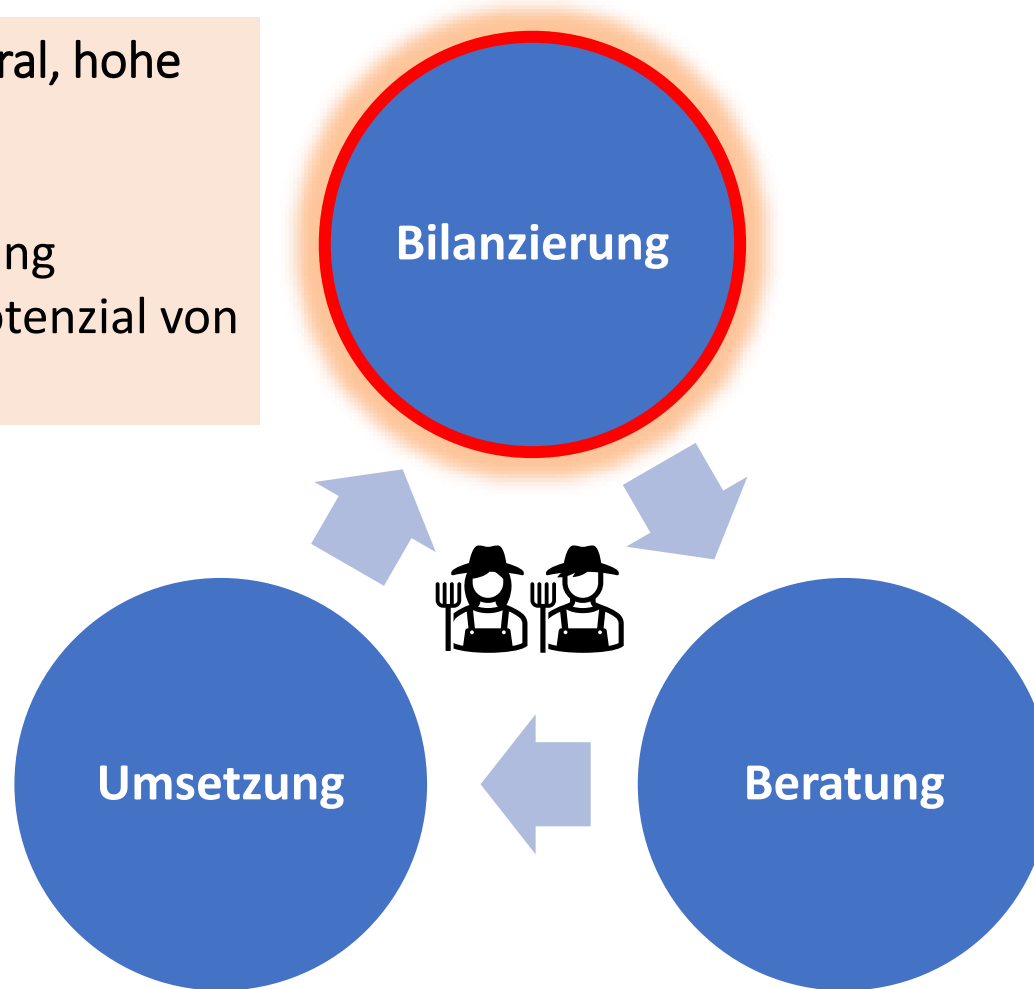 ral, hohe
ng
otenzial von
Bilanzierung
Umsetzung
Beratung